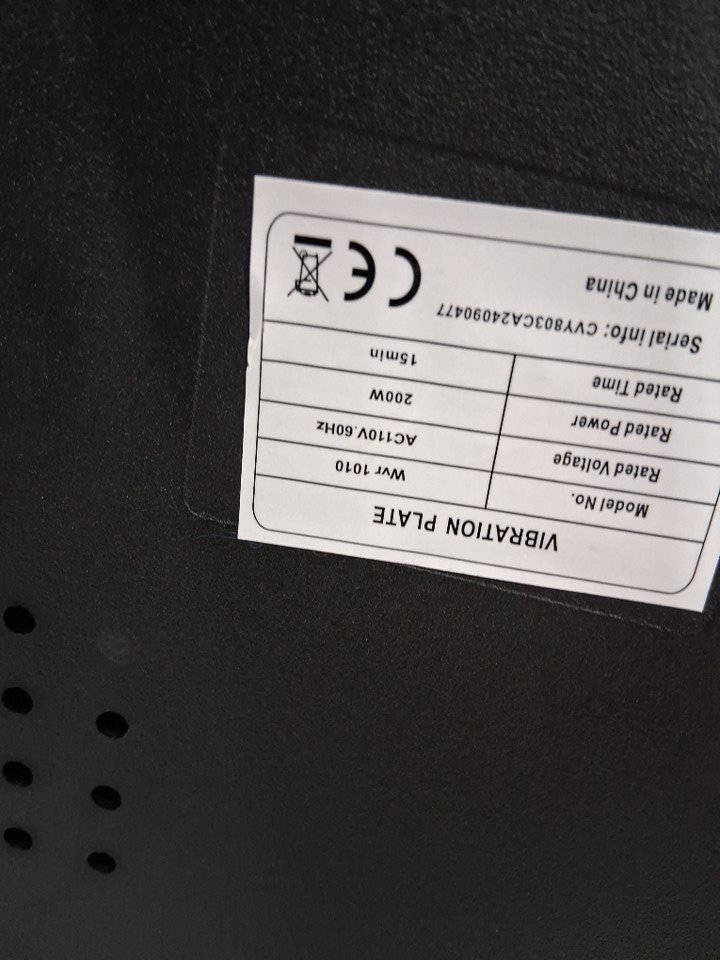 VIBRATION PLATE
Model No. Wvr 1010
Rated Voltage AC110V.60Hz
Rated Power 200W
Rated Time 15min
Serial Info: CVY803CA24090477
Made in China
CE